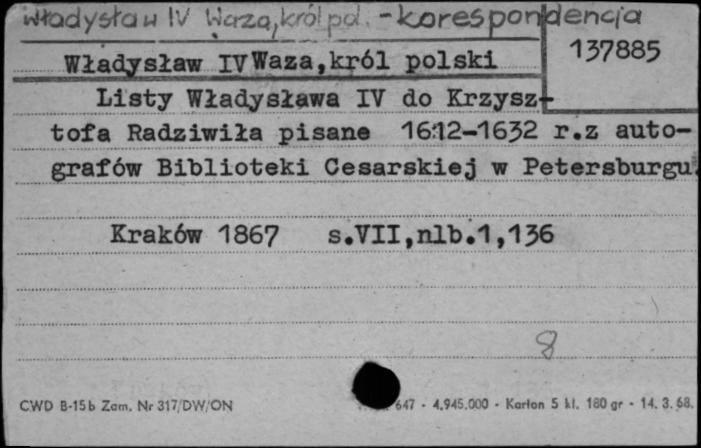 Władysław IV Waza, król pol. - korespondencja
137885
Władysław IV Waza, król polski
Listy Władysława IV do Krzysz-
tofa Radziwiła pisane 1612-1632 r.z auto-
grafów Biblioteki Cesarskiej w Petersburgu.
Kraków 1867 s.VII,nlb.1,136
8
CWD B-15b Zam. Nr 317/DW/ON 647 - 4.945.000 - Karton 5 kl. 180 gr - 14. 3. 68.